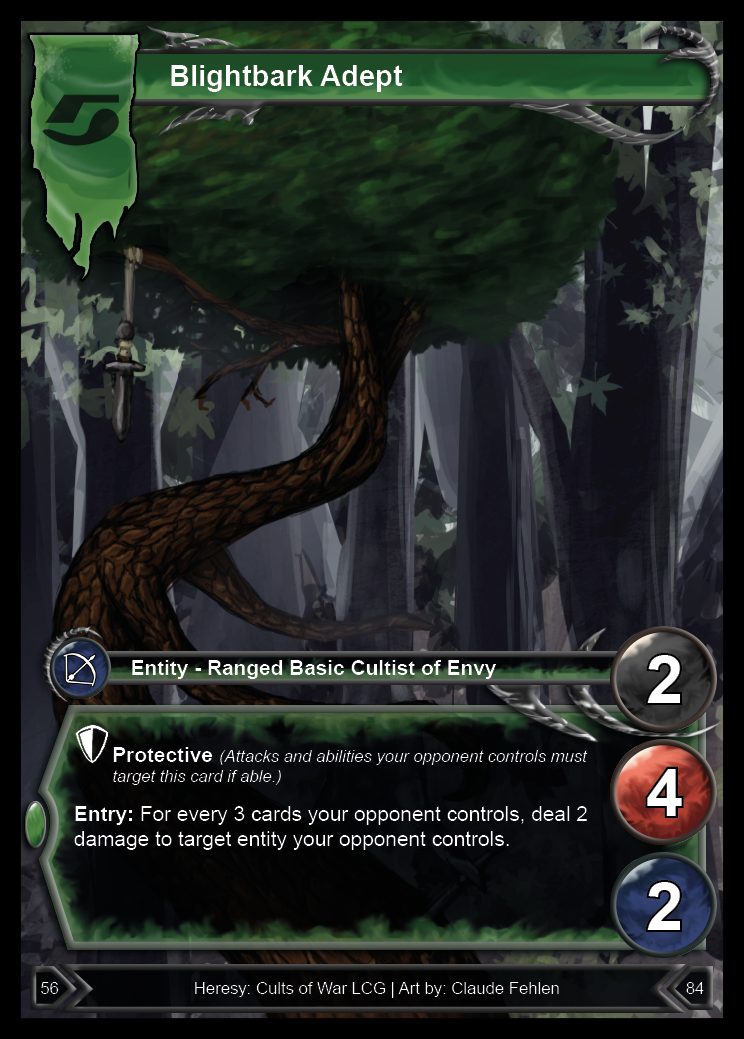 Blightbark Adept
Entity - Ranged Basic Cultist of Envy
2
Protective (Attacks and abilities your opponent controls must
target this card if able.)
4
Entry: For every 3 cards your opponent controls, deal 2
damage to target entity your opponent controls.
2
56
Heresy: Cults of War LCG | Art by: Claude Fehlen
84